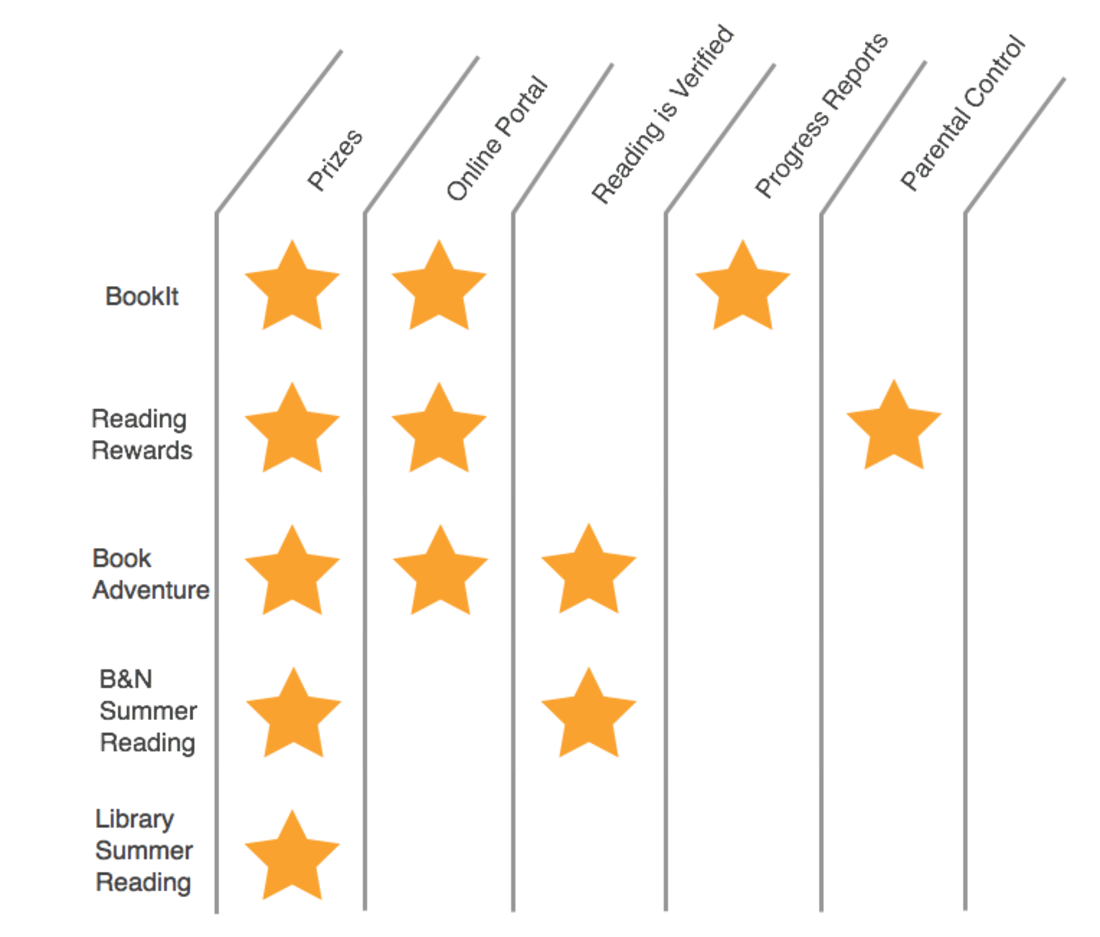 Prizes
Online Portal
Reading is Verified
Progress Reports
Parental Control
BookIt
Reading
Rewards
Book
Adventure
B&N
Summer
Reading
Library
Summer
Reading